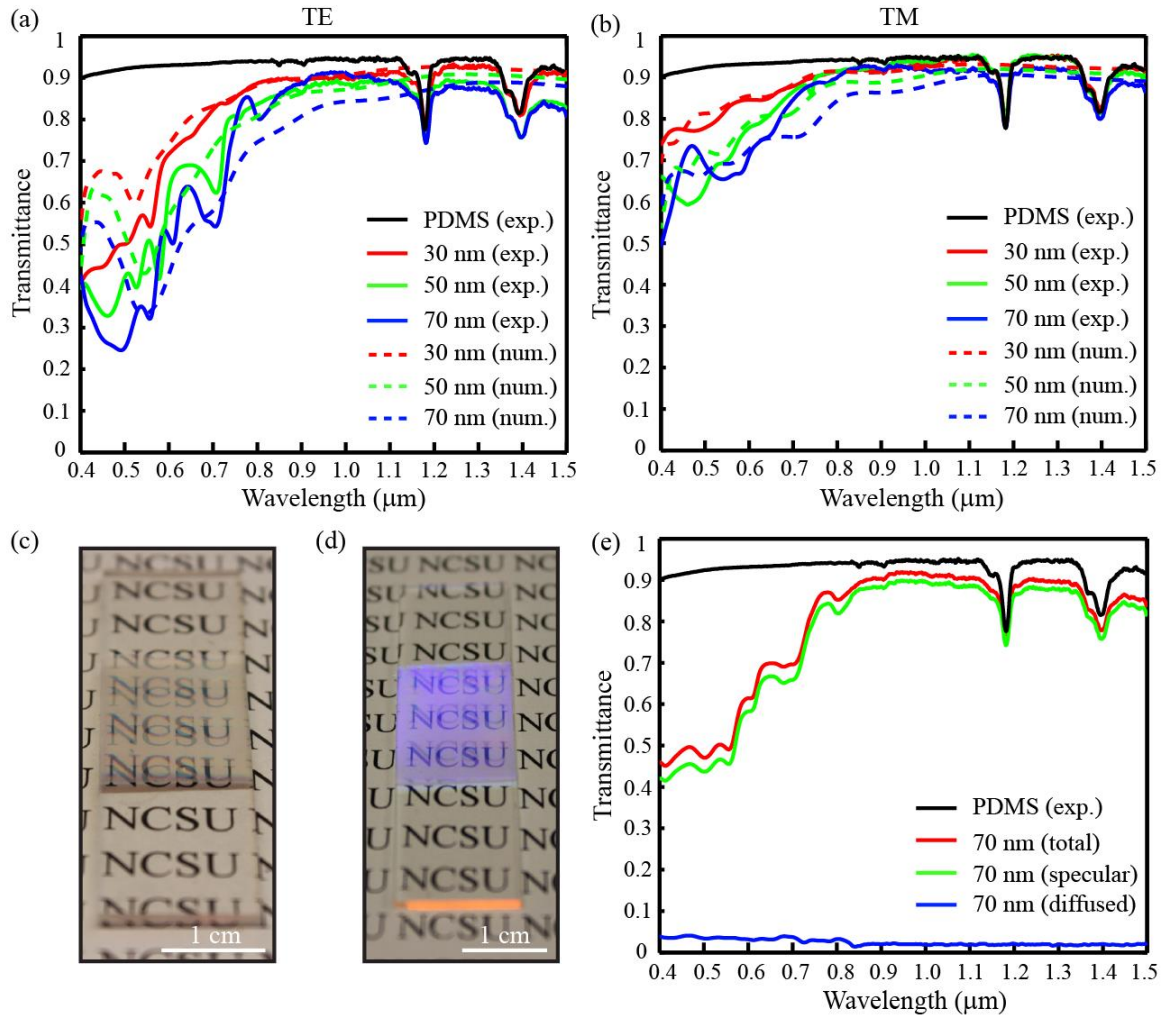 (a)
TE
Transmittance
1
0.9
0.8
0.7
0.6
0.5
0.4
0.3
0.2
0.1
0
PDMS (exp.)
30 nm (exp.)
50 nm (exp.)
70 nm (exp.)
30 nm (num.)
50 nm (num.)
70 nm (num.)
0.4 0.5 0.6 0.7 0.8 0.9 1.0 1.1 1.2 1.3 1.4 1.5
Wavelength (μm)
(b)
TM
Transmittance
1
0.9
0.8
0.7
0.6
0.5
0.4
0.3
0.2
0.1
0
PDMS (exp.)
30 nm (exp.)
50 nm (exp.)
70 nm (exp.)
30 nm (num.)
50 nm (num.)
70 nm (num.)
0.4 0.5 0.6 0.7 0.8 0.9 1.0 1.1 1.2 1.3 1.4 1.5
Wavelength (μm)
(c)
U NCSU NC
NCSU
NCSU
NCSU N
NCSU
NCSU
NCSU
NCSU
NCSU
NCSU
1 cm
(d)
SU NCSU NC
NCSU
NCSU
NCSU
NCSU
NCSU
NCSU
NCSU
NCSU
NCSU
1 cm
(e)
Transmittance
1
0.9
0.8
0.7
0.6
0.5
0.4
0.3
0.2
0.1
0
PDMS (exp.)
70 nm (total)
70 nm (specular)
70 nm (diffused)
0.4 0.5 0.6 0.7 0.8 0.9 1.0 1.1 1.2 1.3 1.4 1.5
Wavelength (μm)